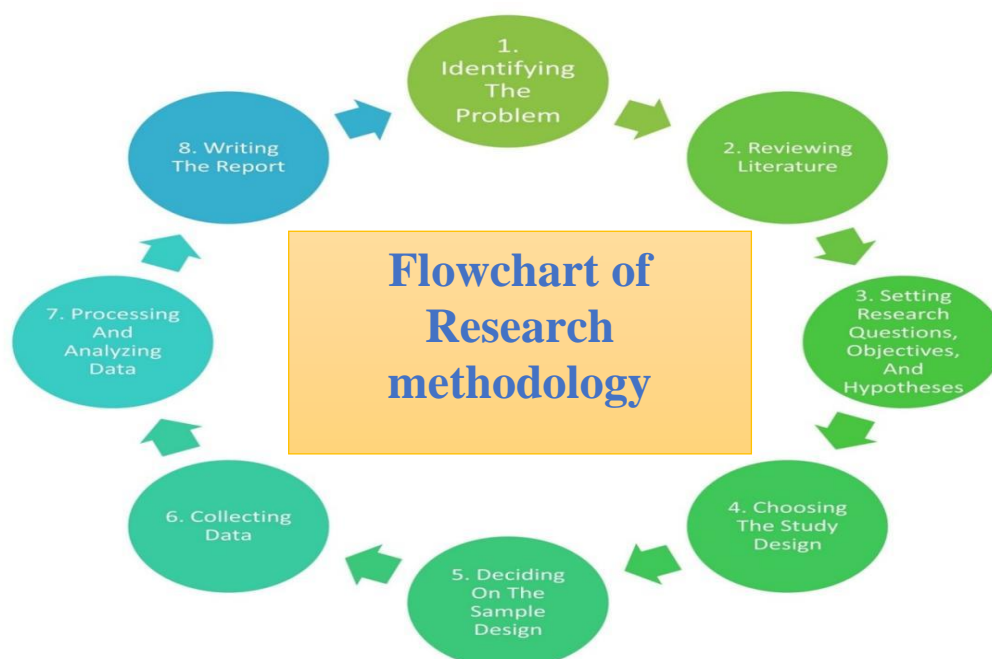 1.
Identifying
The
Problem
2. Reviewing
Literature
3. Setting
Research
Questions,
Objectives,
And
Hypotheses
4. Choosing
The Study
Design
5. Deciding
On The
Sample
Design
6. Collecting
Data
7. Processing
And
Analyzing
Data
8. Writing
The Report
Flowchart of
Research
methodology